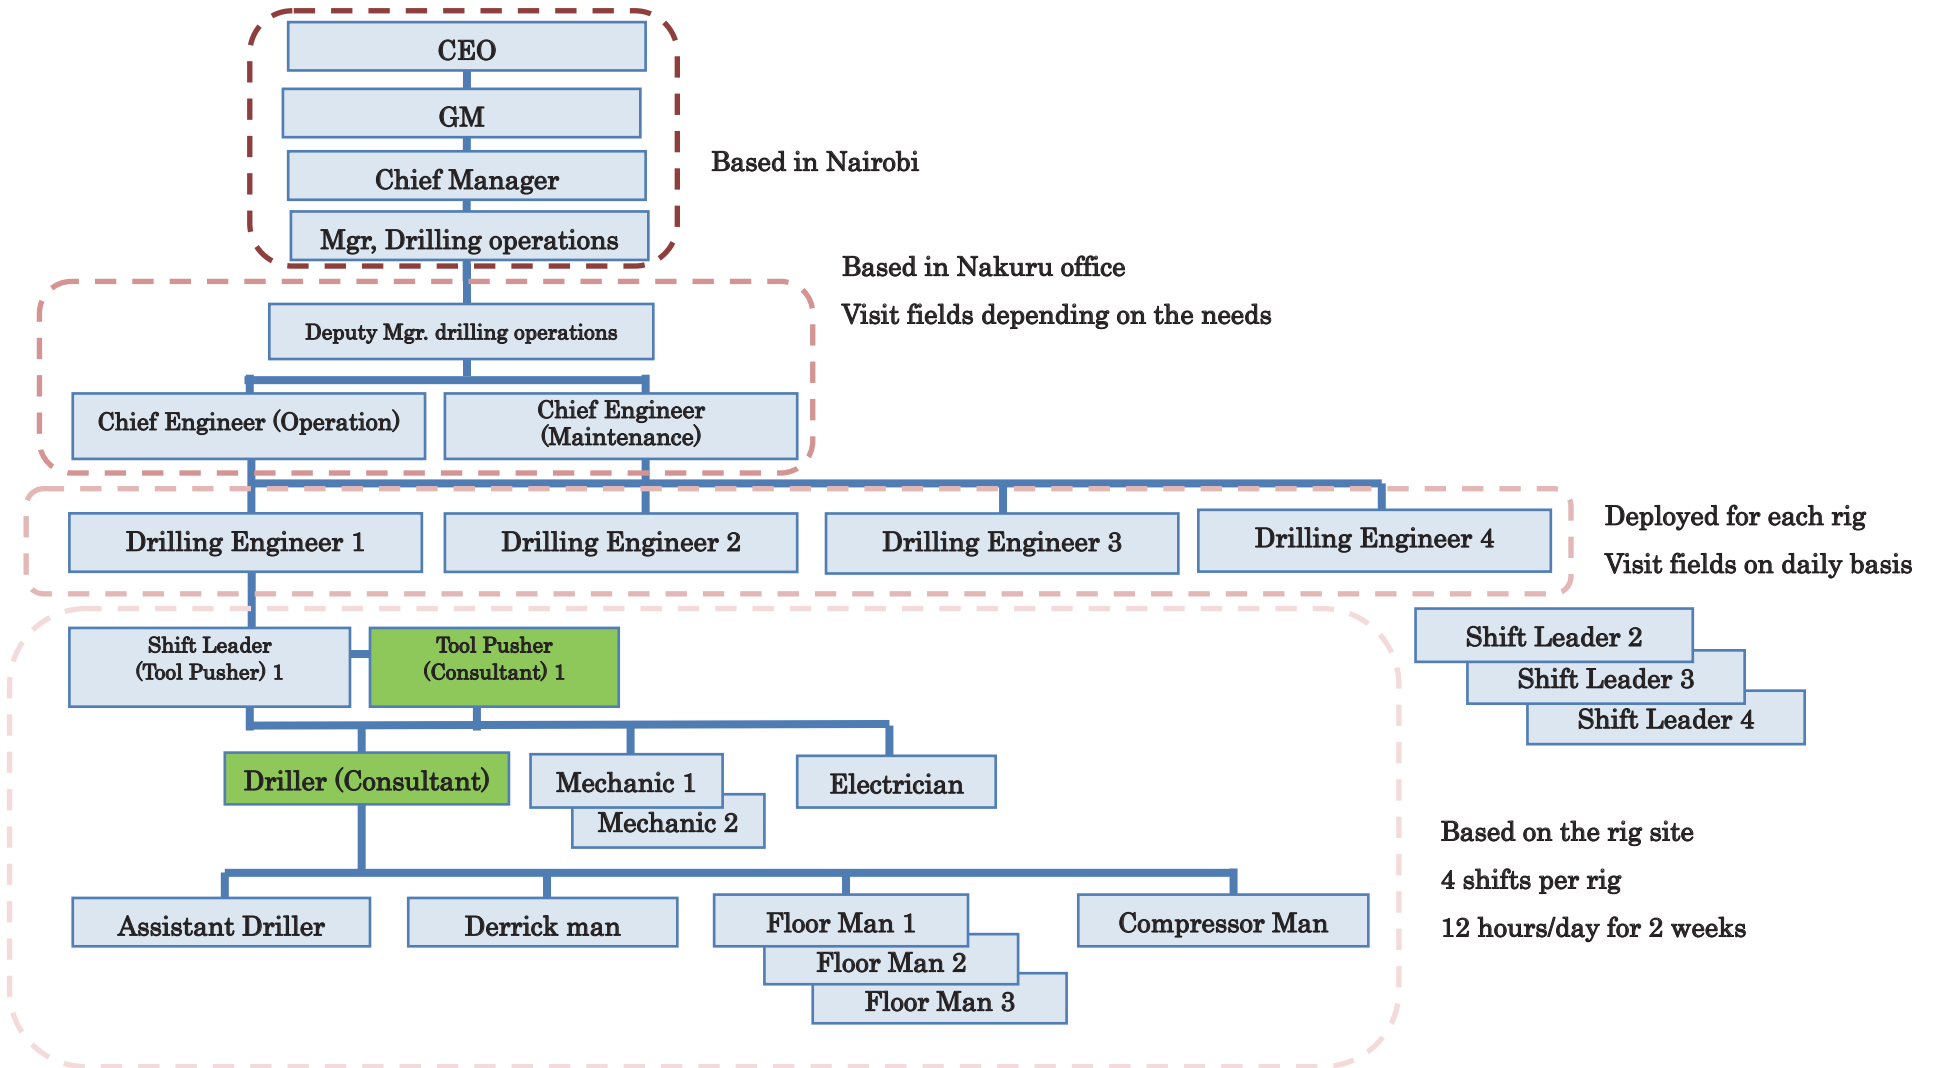 CEO
GM
Chief Manager
Mgr, Drilling operations
Based in Nairobi
Based in Nakuru office
Visit fields depending on the needs
Deputy Mgr. drilling operations
Chief Engineer (Operation)
Chief Engineer
(Maintenance)
Drilling Engineer 1
Drilling Engineer 2
Drilling Engineer 3
Drilling Engineer 4
Deployed for each rig
Visit fields on daily basis
Shift Leader
(Tool Pusher) 1
Tool Pusher
(Consultant) 1
Shift Leader 2
Shift Leader 3
Shift Leader 4
Driller (Consultant)
Mechanic 1
Mechanic 2
Electrician
Based on the rig site
4 shifts per rig
12 hours/day for 2 weeks
Assistant Driller
Derrick man
Floor Man 1
Floor Man 2
Floor Man 3
Compressor Man